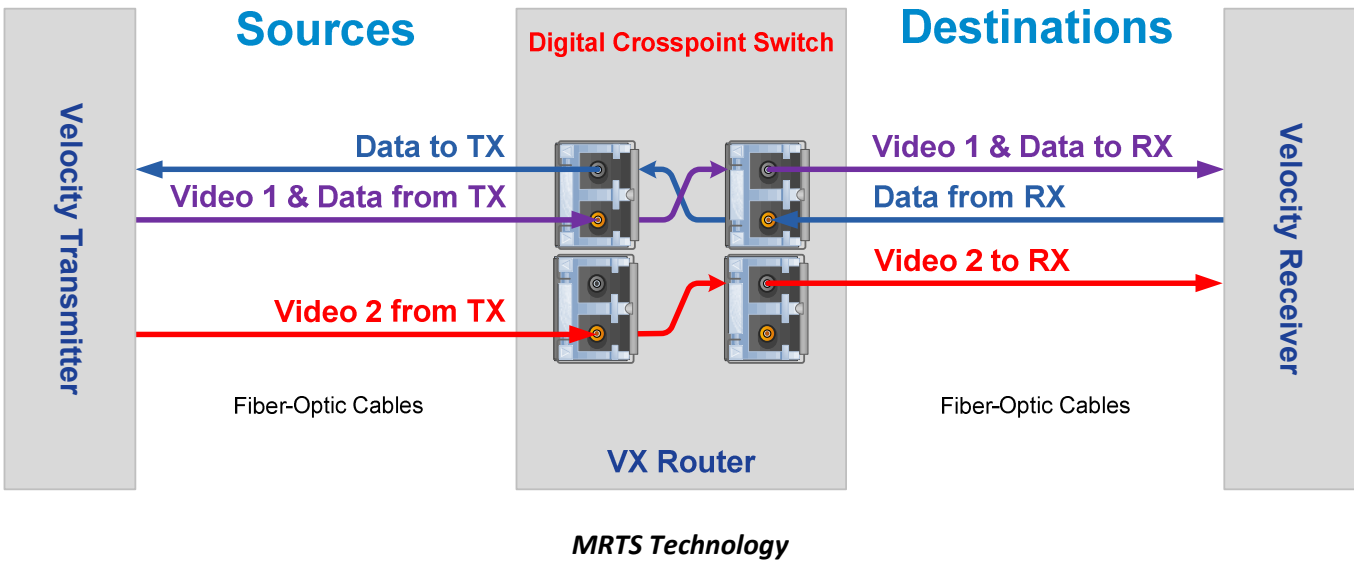 Sources
Digital Crosspoint Switch
Destinations
Velocity Transmitter
Data to TX
Video 1 & Data from TX
Video 2 from TX
Fiber-Optic Cables
VX Router
Video 1 & Data to RX
Data from RX
Video 2 to RX
Fiber-Optic Cables
Velocity Receiver
MRTS Technology